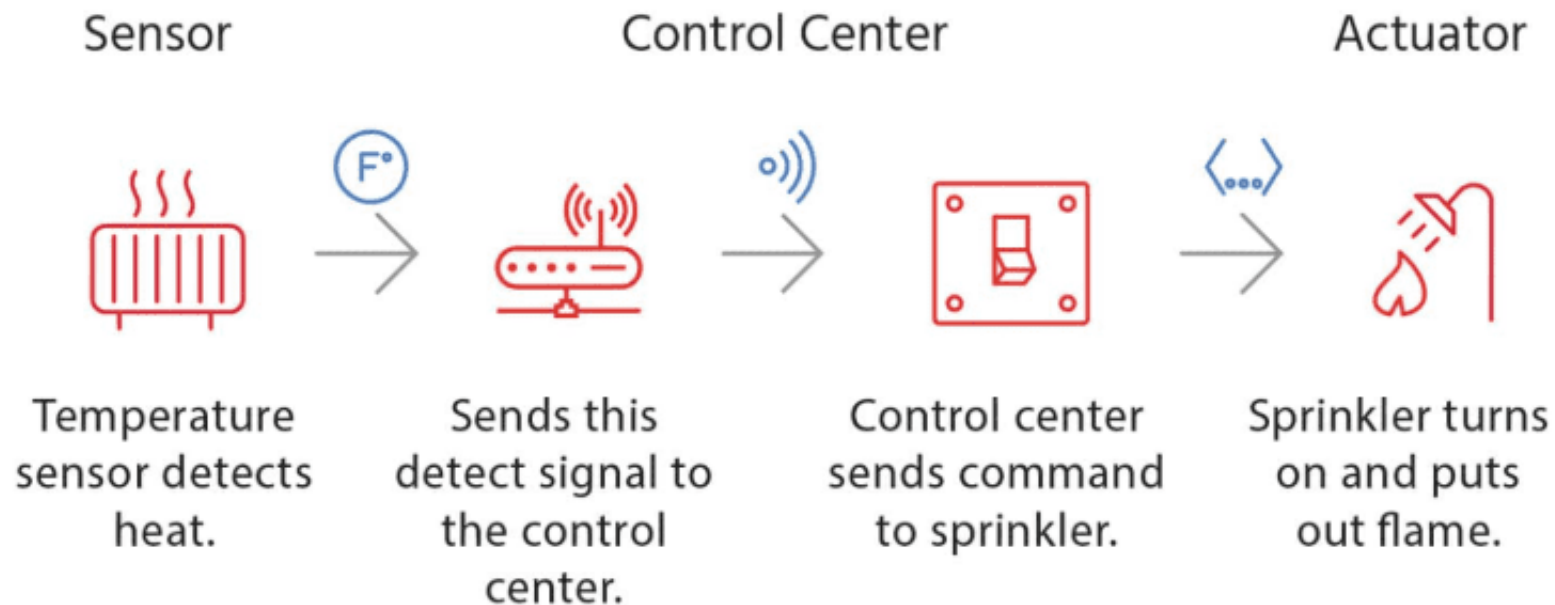 Sensor
Control Center
Actuator
F°
Temperature
sensor detects
heat.
Sends this
detect signal to
the control
center.
Control center
sends command
to sprinkler.
Sprinkler turns
on and puts
out flame.